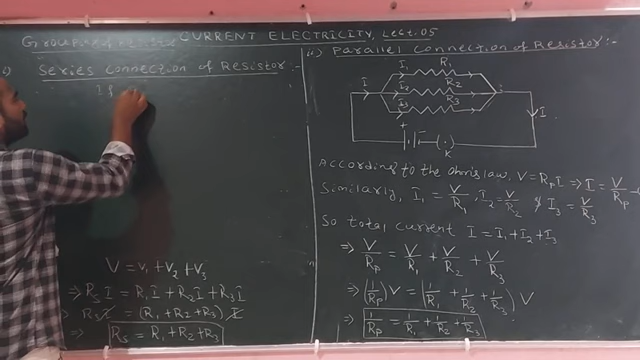 CURRENT ELECTRICITY, Lect. 05
Group
i) Series Connection of Resistor :-
If
V = V1 + V2 + V3
⇒ RsI = R1I + R2I + R3I
⇒ RsI = (R1 + R2 + R3) I
⇒ Rs = R1 + R2 + R3
ii) Parallel Connection of Resistor :-
I1 R1
I I2 R2
I3 R3
I
+ -
K
According to the ohm's law, V = RpI ⇒ I = V/Rp
Similarly, I1 = V/R1, I2 = V/R2 & I3 = V/R3
So total current I = I1 + I2 + I3
⇒ V/Rp = V/R1 + V/R2 + V/R3
⇒ (1/Rp) V = (1/R1 + 1/R2 + 1/R3) V
⇒ 1/Rp = 1/R1 + 1/R2 + 1/R3